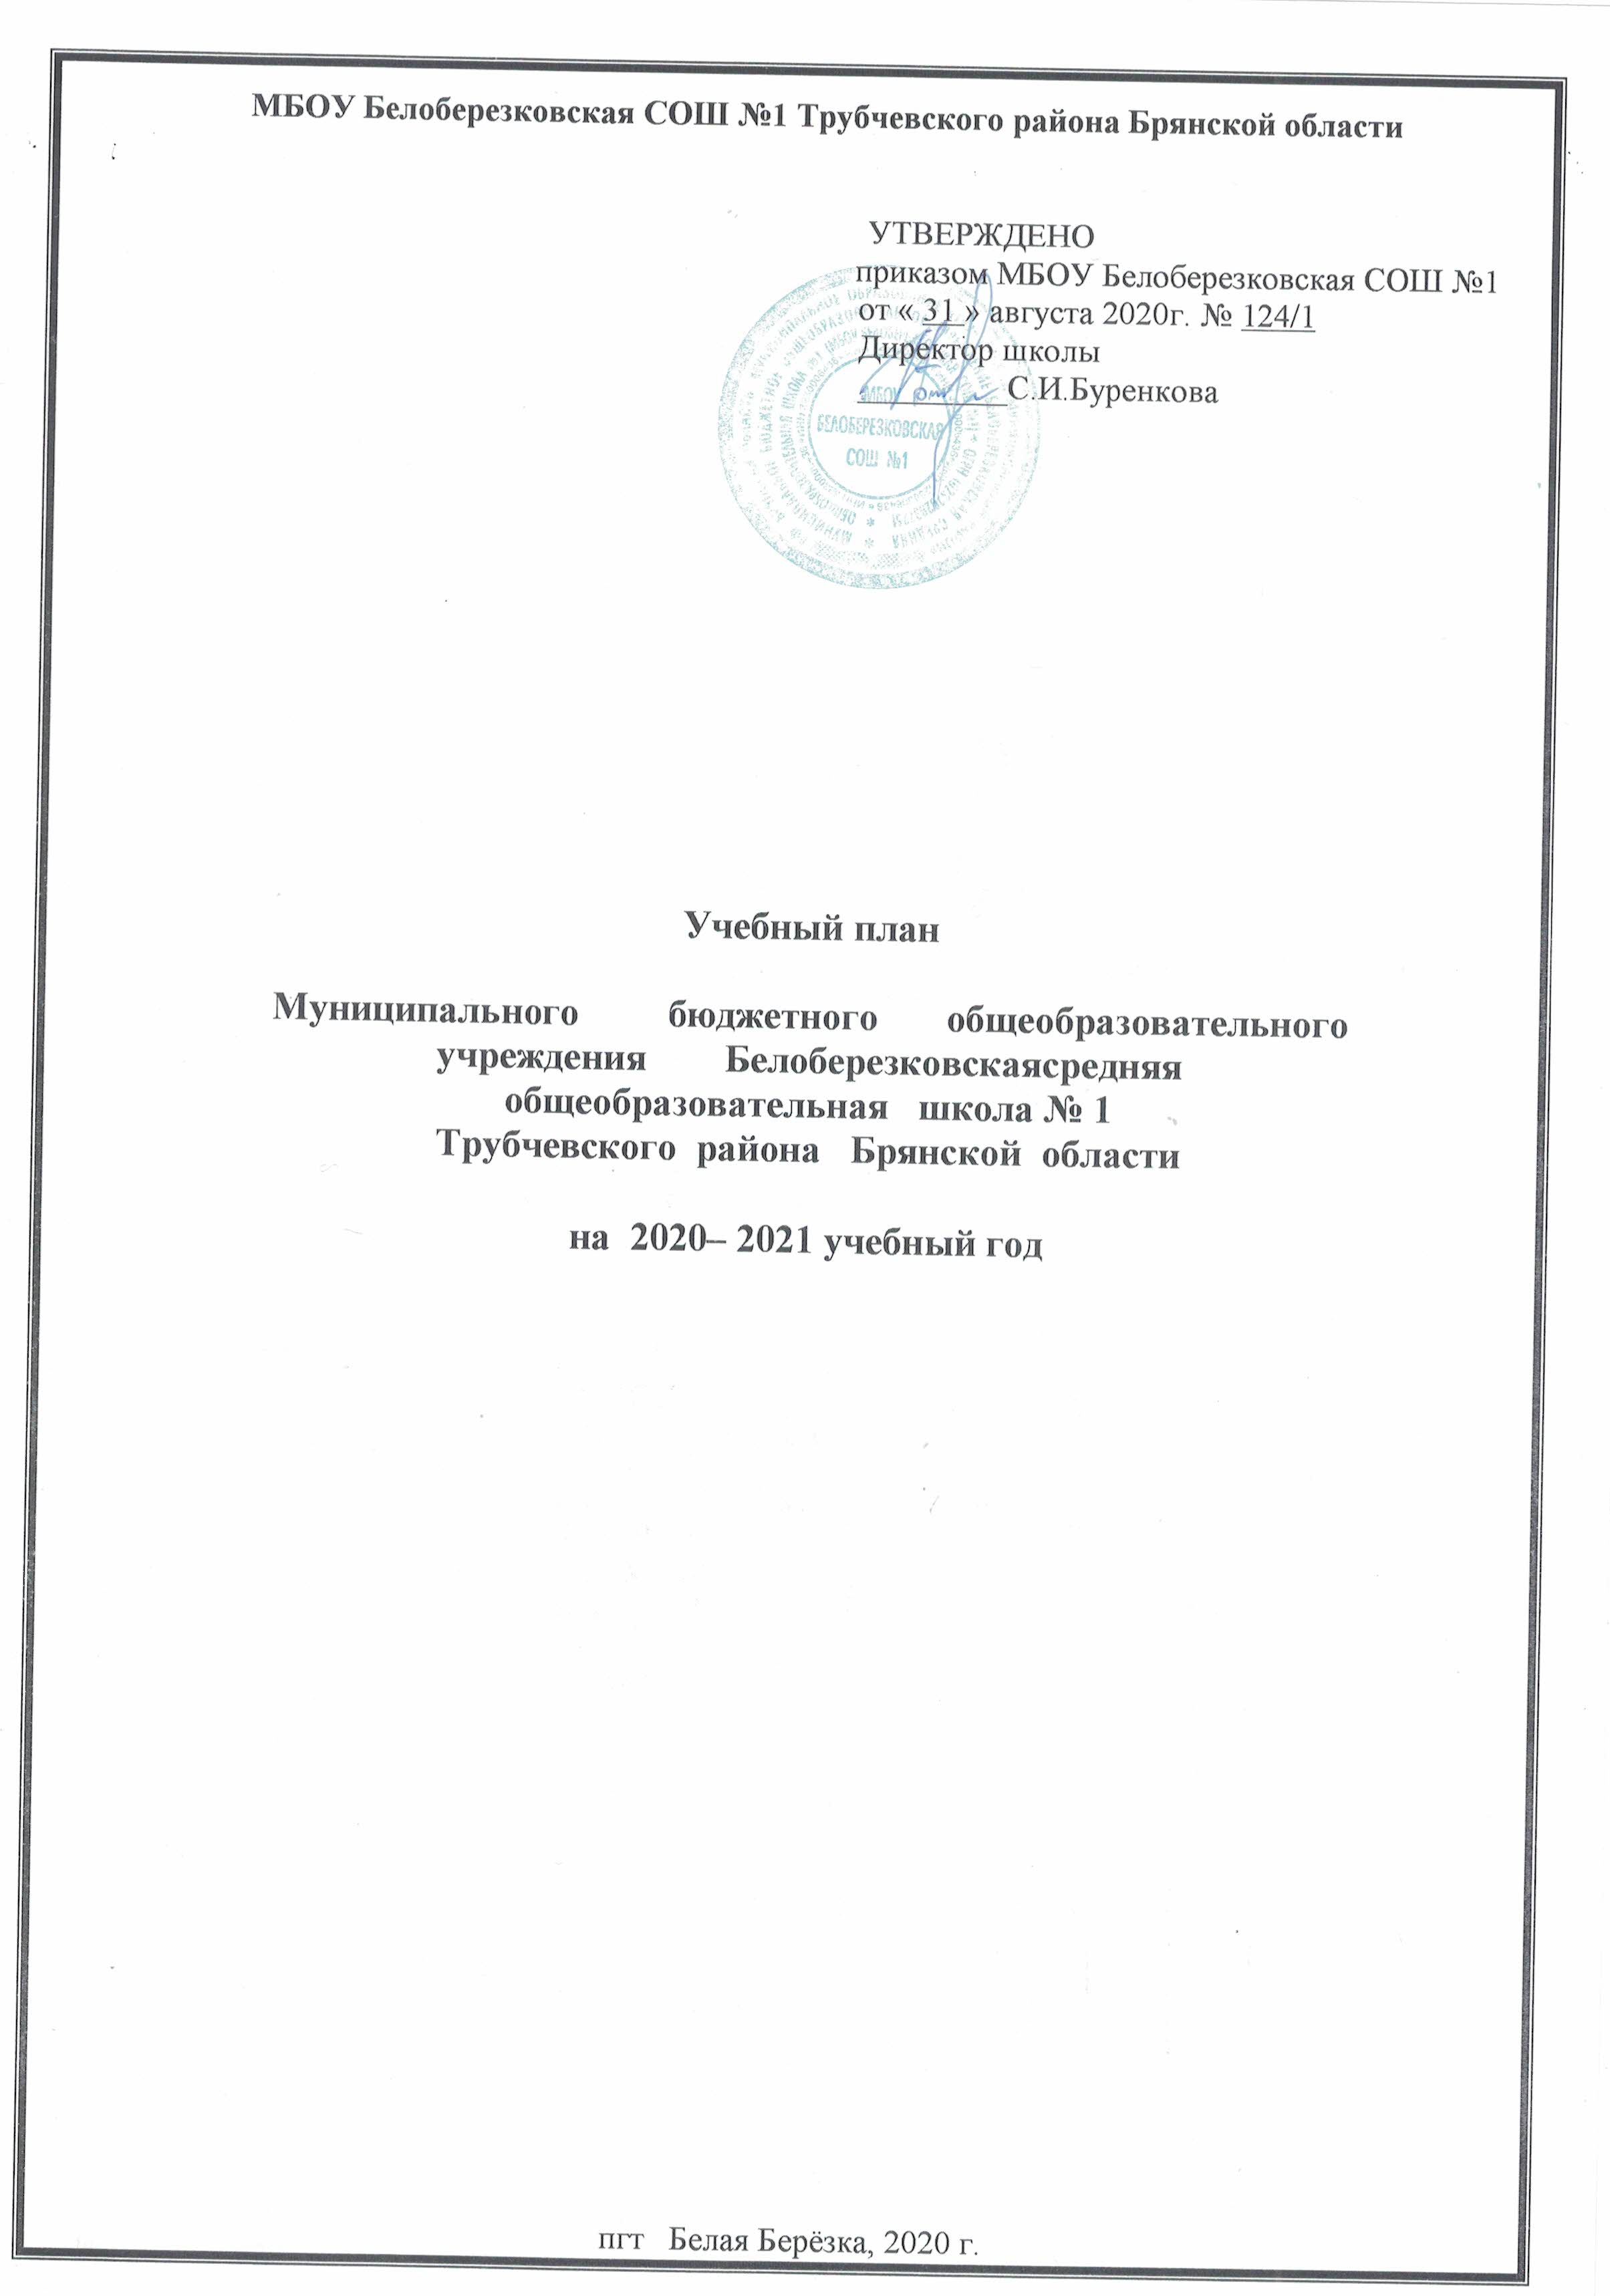 МБОУ Белоберезковская СОШ №1 Трубчевского района Брянской области
УТВЕРЖДЕНО
приказом МБОУ Белоберезковская СОШ №1
от « 31 » августа 2020г. № 124/1
Директор школы
__________С.И.Буренкова
МБОУ
БЕЛОБЕРЕЗКОВСКАЯ
СОШ №1
Учебный план
Муниципального бюджетного общеобразовательного
учреждения Белоберезковскаясредняя
общеобразовательная школа № 1
Трубчевского района Брянской области
на 2020– 2021 учебный год
пгт Белая Берёзка, 2020 г.